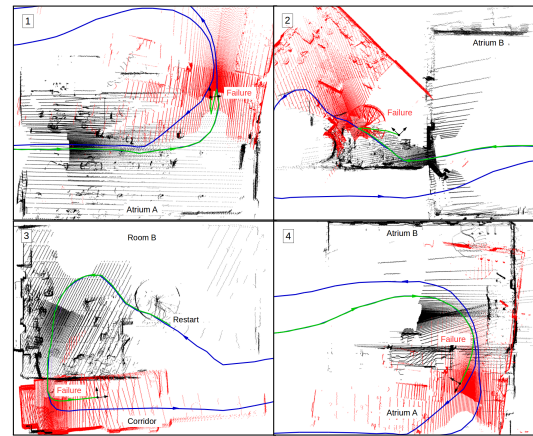 1
Failure
Atrium A
2
Atrium B
Failure
3
Room B
Restart
Failure
Corridor
4
Atrium B
Failure
Atrium A